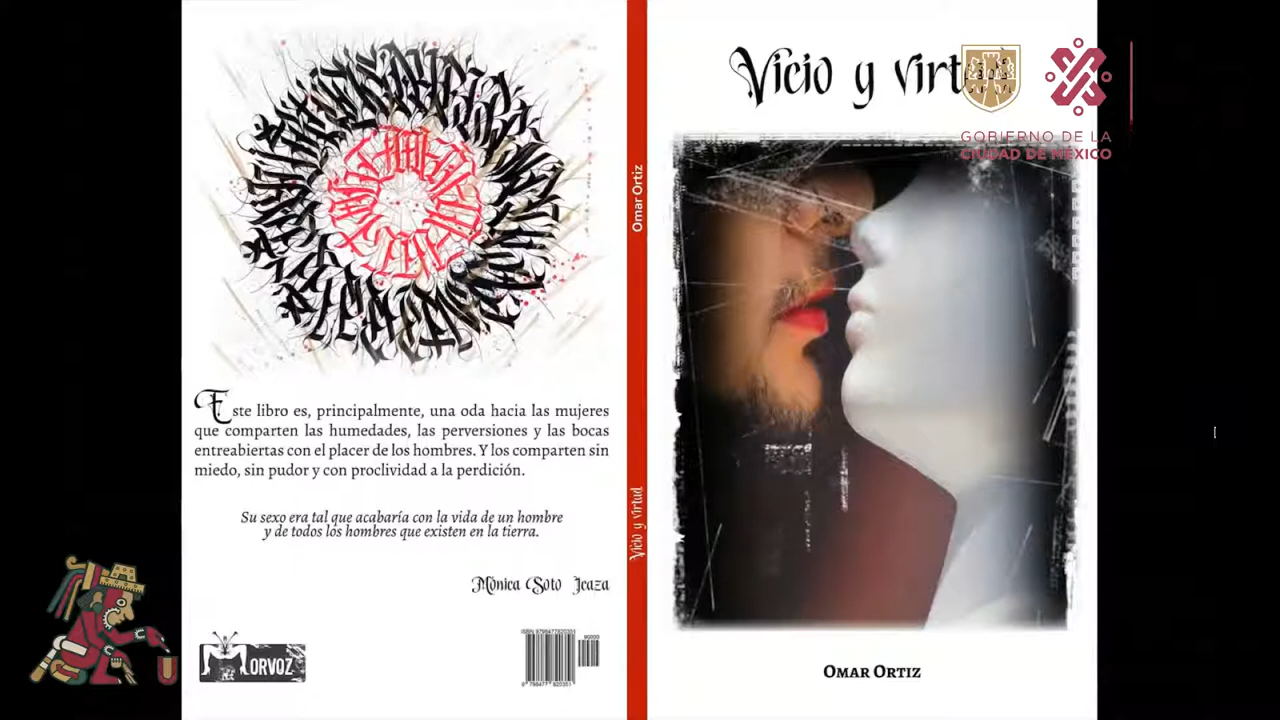 Este libro es, principalmente, una oda hacia las mujeres
que comparten las humedades, las perversiones y las bocas
entreabiertas con el placer de los hombres. Y los comparten sin
miedo, sin pudor y con proclividad a la perdición.
Su sexo era tal que acabaría con la vida de un hombre
y de todos los hombres que existen en la tierra.
Mónica Soto Icaza
ORVOZ
Omar Ortiz
Vicio y virtud
Vicio y virt
OMAR ORTIZ
GOBIERNO DE LA
CIUDAD DE MÉXICO